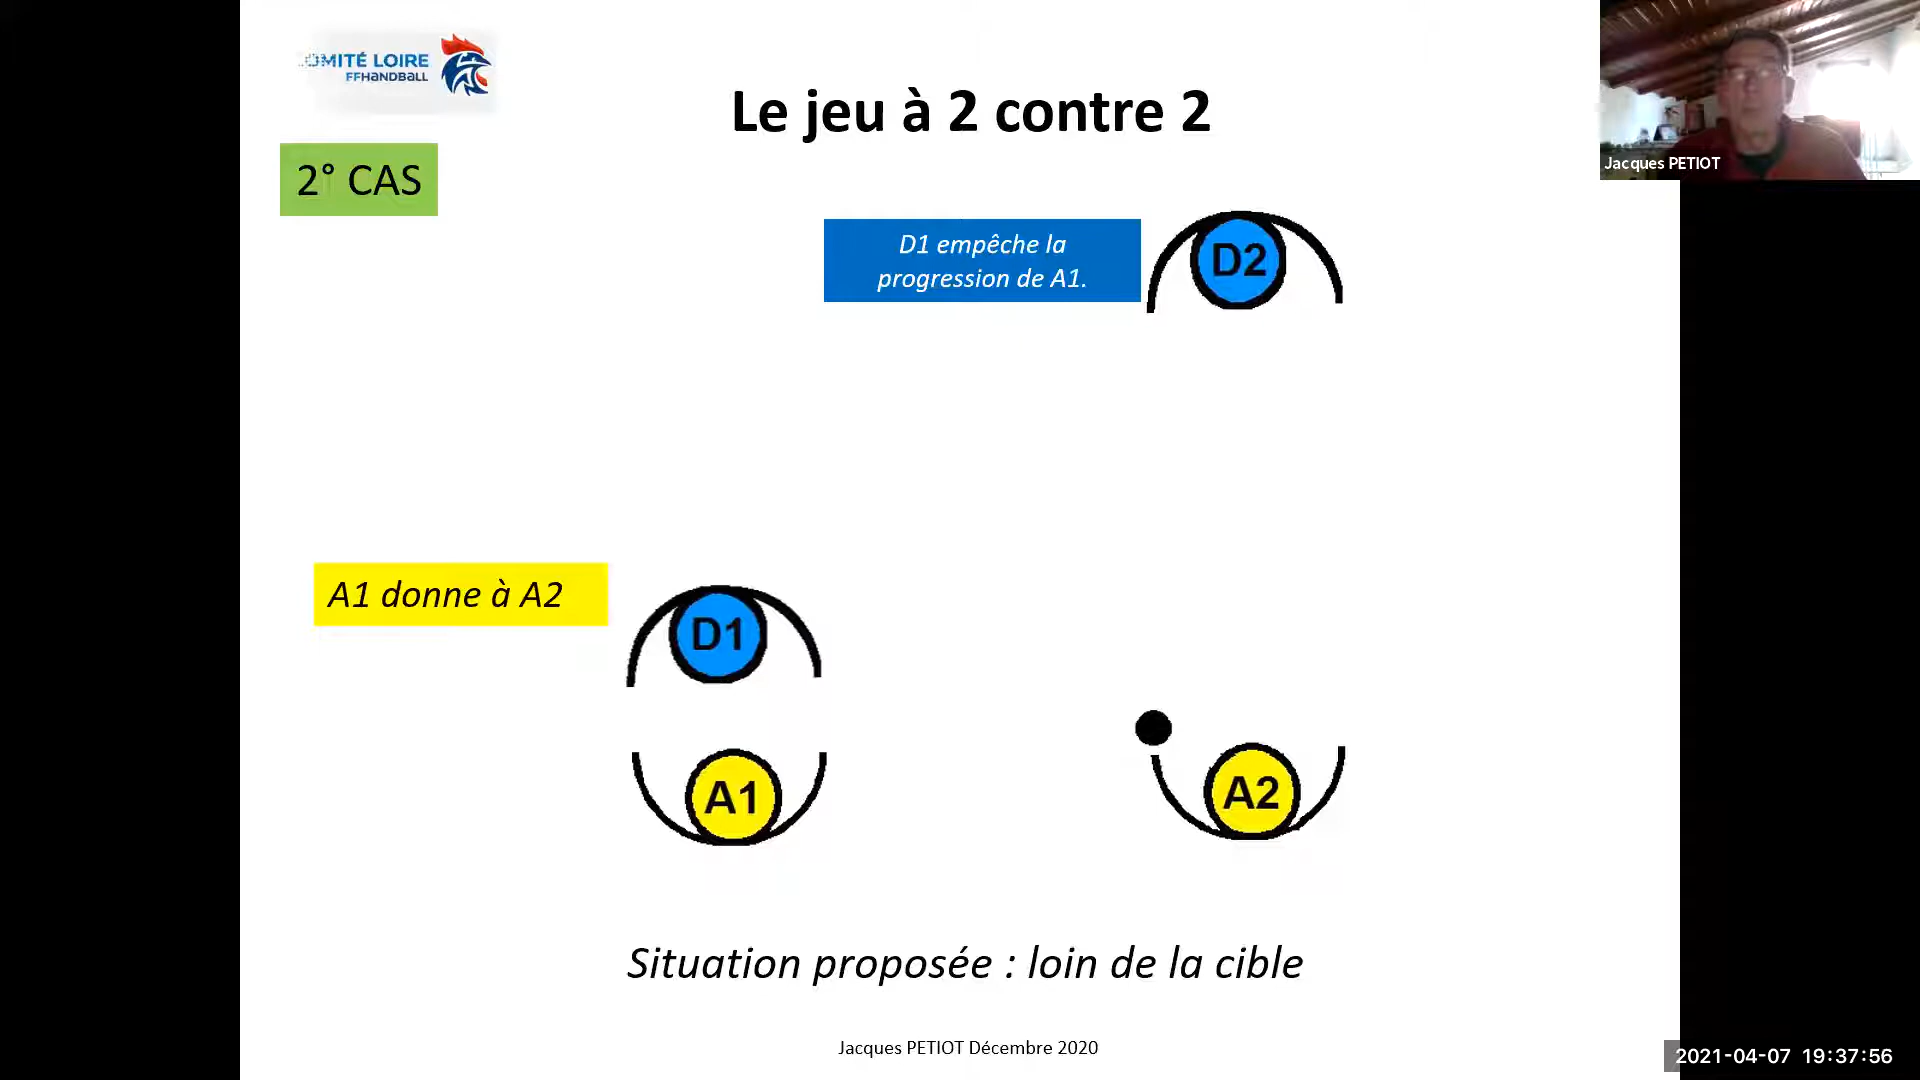 COMITÉ LOIRE
FFHANDBALL
Le jeu à 2 contre 2
Jacques PETIOT
2° CAS
D1 empêche la
progression de A1.
D2
A1 donne à A2
D1
A1
A2
Situation proposée : loin de la cible
Jacques PETIOT Décembre 2020
2021-04-07 19:37:56